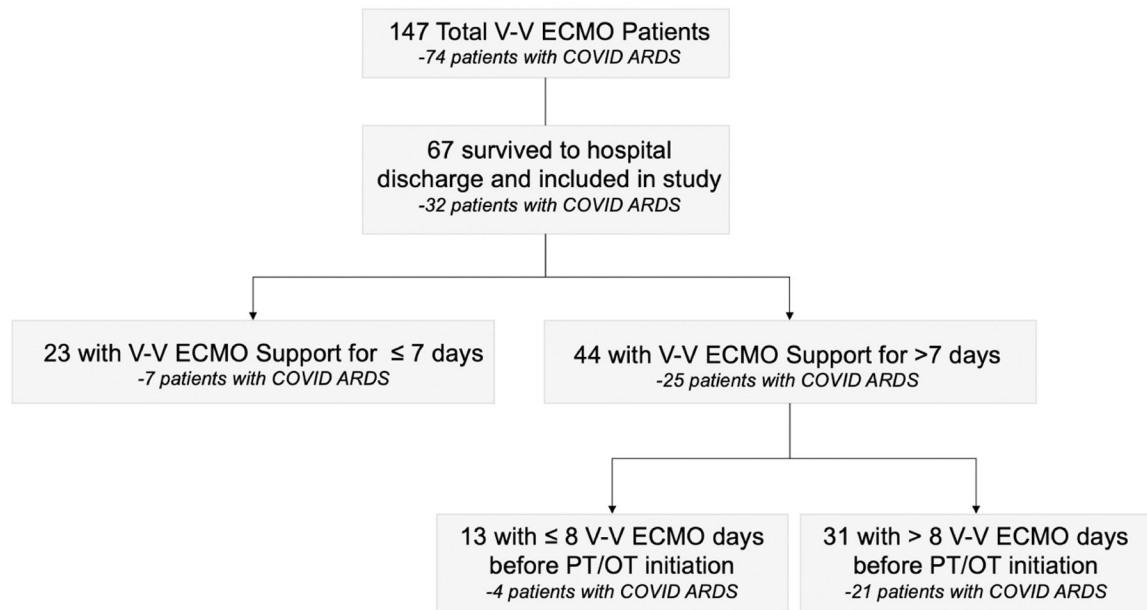 147 Total V-V ECMO Patients
-74 patients with COVID ARDS
67 survived to hospital
discharge and included in study
-32 patients with COVID ARDS
23 with V-V ECMO Support for ≤ 7 days
-7 patients with COVID ARDS
44 with V-V ECMO Support for >7 days
-25 patients with COVID ARDS
13 with ≤ 8 V-V ECMO days
before PT/OT initiation
-4 patients with COVID ARDS
31 with > 8 V-V ECMO days
before PT/OT initiation
-21 patients with COVID ARDS